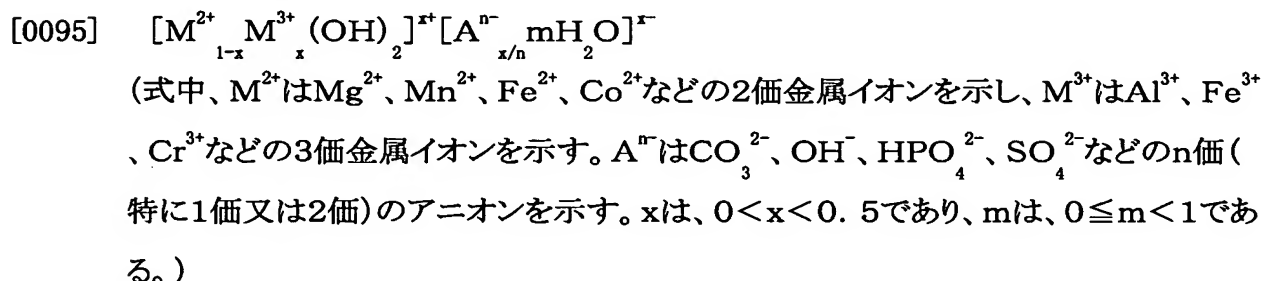 [0095] [M²⁺₁₋ₓM³⁺ₓ(OH)₂]ˣ⁺[Aⁿ⁻ₓ/ₙmH₂O]ˣ⁻
(式中、M²⁺はMg²⁺、Mn²⁺、Fe²⁺、Co²⁺などの2価金属イオンを示し、M³⁺はAl³⁺、Fe³⁺
、Cr³⁺などの3価金属イオンを示す。Aⁿ⁻はCO₃²⁻、OH⁻、HPO₄²⁻、SO₄²⁻などのn価(
特に1価又は2価)のアニオンを示す。xは、0<x<0. 5であり、mは、0≦m<1であ
る。)